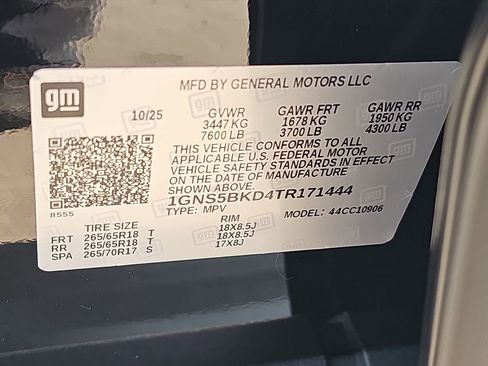 gm
MFD BY GENERAL MOTORS LLC
10/25 GVWR GAWR FRT GAWR RR
3447 KG 1678 KG 1950 KG
7600 LB 3700 LB 4300 LB
THIS VEHICLE CONFORMS TO ALL
APPLICABLE U.S. FEDERAL MOTOR
VEHICLE SAFETY STANDARDS IN EFFECT
ON THE DATE OF MANUFACTURE
SHOWN ABOVE.
1GNS5BKD4TR171444
8555
TYPE: MPV MODEL: 44CC10906
TIRE SIZE RIM
FRT 265/65R18 T 18X8.5J
RR 265/65R18 T 18X8.5J
SPA 265/70R17 S 17X8J